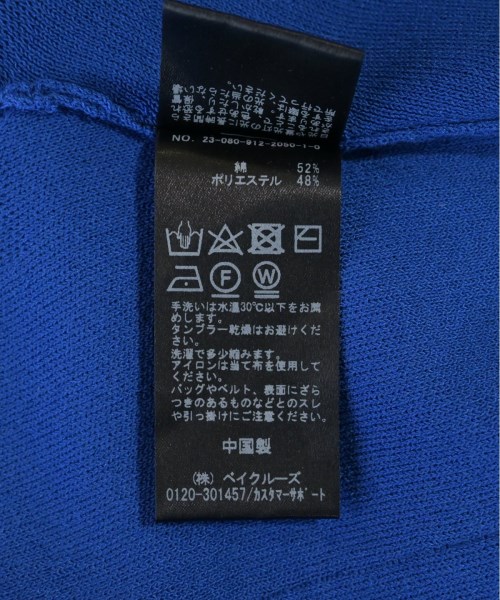 NO. 23-080-912-2090-1-0
綿 52%
ポリエステル 48%
F W
手洗いは水温30℃以下をお薦
めします。
タンブラー乾燥はお避けくださ
い。
洗濯で多少縮みます。
アイロンは当て布を使用して
ください。
バッグやベルト、表面にざら
つきのあるものなどとのスレ
や引っ掛けにご注意ください。
中国製
(株) ベイクルーズ
0120-301457/カスタマーサポート